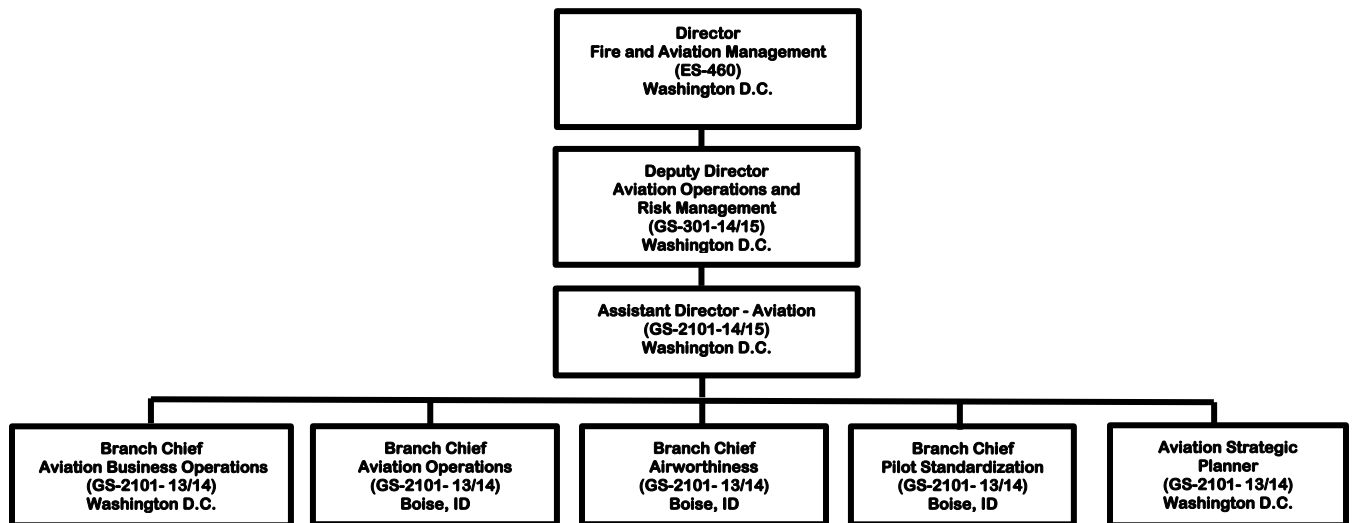 Director
Fire and Aviation Management
(ES-460)
Washington D.C.
Deputy Director
Aviation Operations and
Risk Management
(GS-301-14/15)
Washington D.C.
Assistant Director - Aviation
(GS-2101-14/15)
Washington D.C.
Branch Chief
Aviation Business Operations
(GS-2101- 13/14)
Washington D.C.
Branch Chief
Aviation Operations
(GS-2101- 13/14)
Boise, ID
Branch Chief
Airworthiness
(GS-2101- 13/14)
Boise, ID
Branch Chief
Pilot Standardization
(GS-2101- 13/14)
Boise, ID
Aviation Strategic
Planner
(GS-2101- 13/14)
Washington D.C.